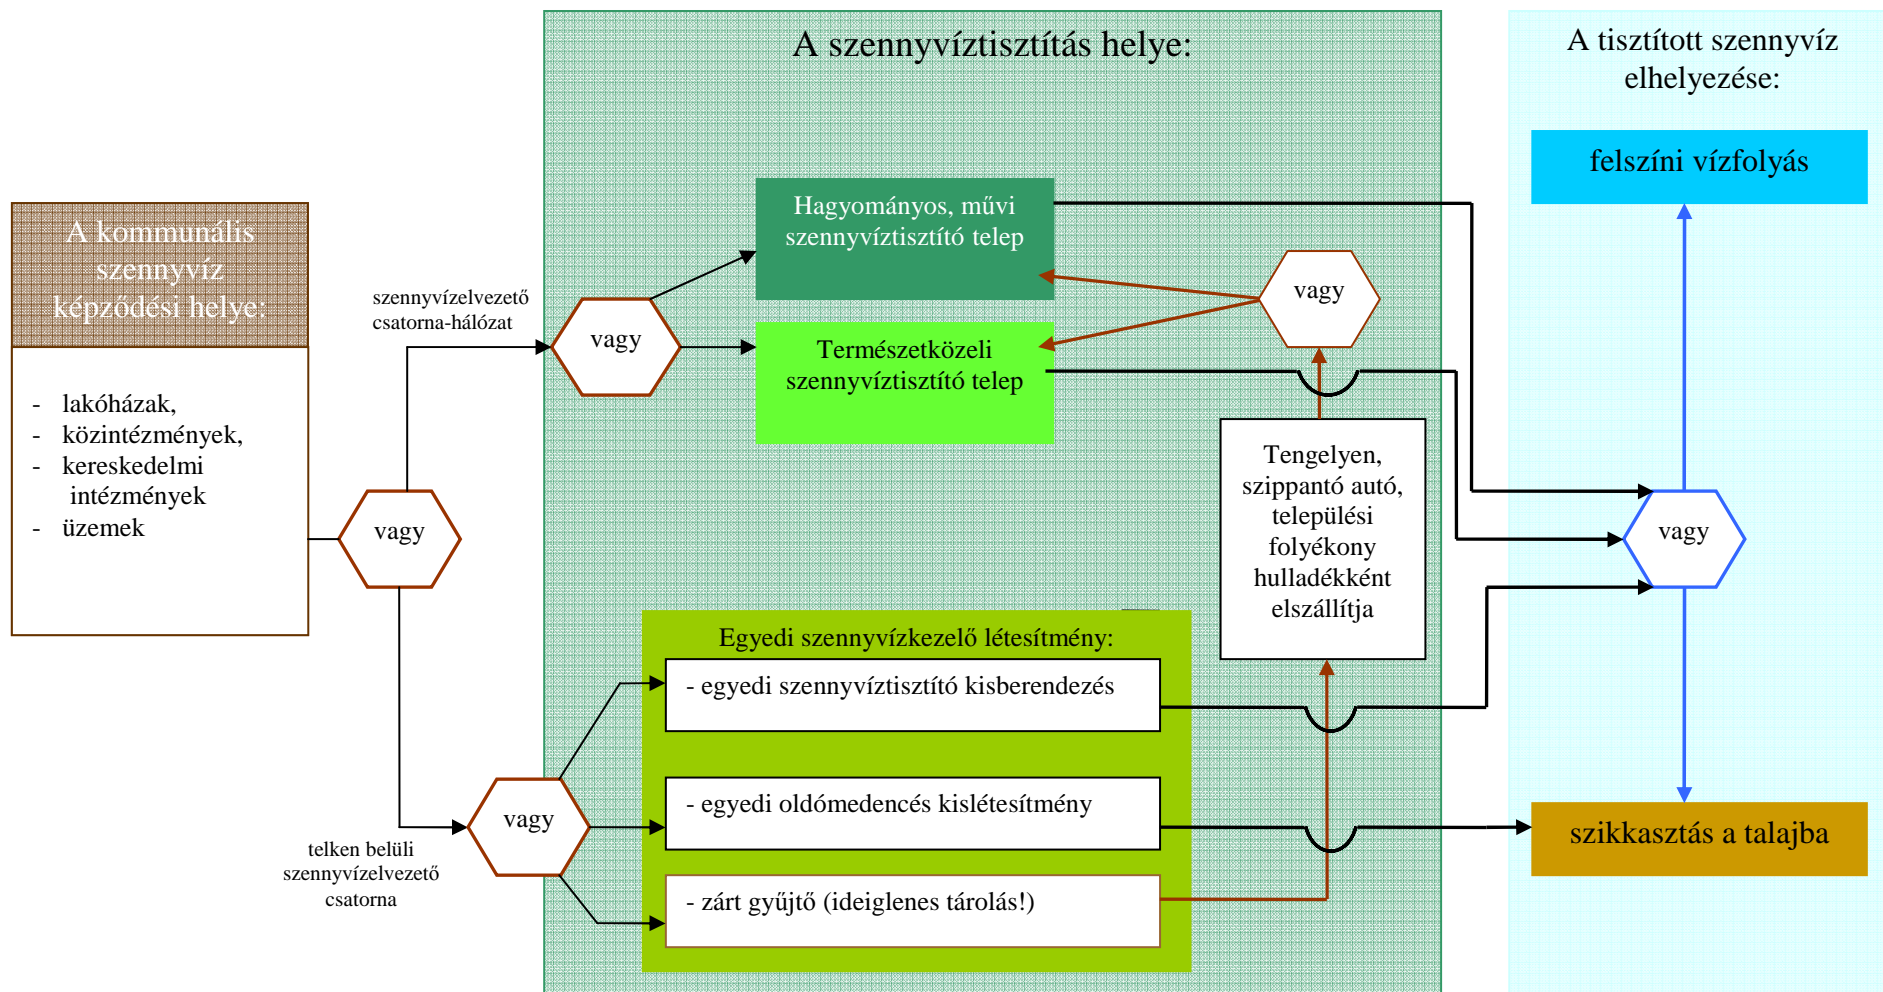 A szennyvíztisztítás helye:
A tisztított szennyvíz
elhelyezése:
felszíni vízfolyás
A kommunális
szennyvíz
képződési helye:
- lakóházak,
- közintézmények,
- kereskedelmi
intézmények
- üzemek
vagy
szennyvízelvezető
csatorna-hálózat
vagy
Hagyományos, művi
szennyvíztisztító telep
Természetközeli
szennyvíztisztító telep
vagy
Tengelyen,
szippantó autó,
települési
folyékony
hulladékként
elszállítja
vagy
telken belüli
szennyvízelvezető
csatorna
vagy
Egyedi szennyvízkezelő létesítmény:
- egyedi szennyvíztisztító kisberendezés
- egyedi oldómedencés kislétesítmény
- zárt gyűjtő (ideiglenes tárolás!)
szikkasztás a talajba